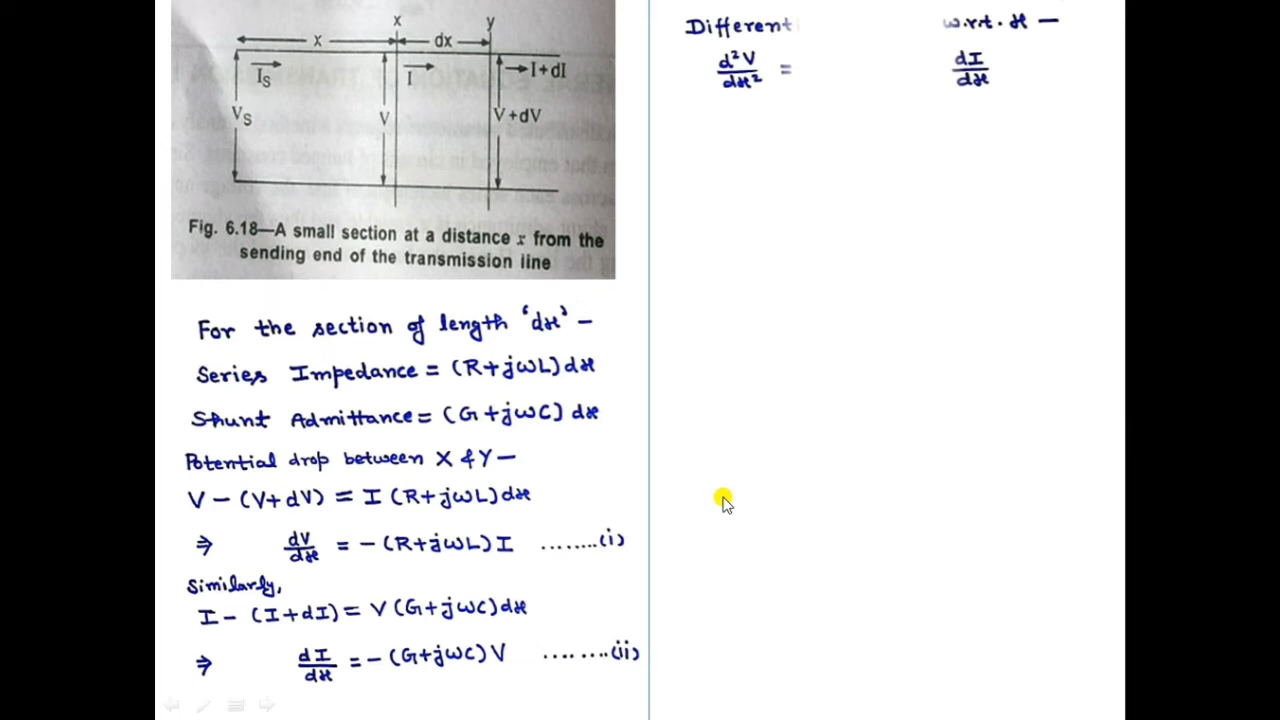 x y
x dx
I_S I I+dI
V_S V V+dV
Fig. 6.18—A small section at a distance x from the
sending end of the transmission line
For the section of length 'dx' –
Series Impedance = (R+jωL)dx
Shunt Admittance = (G+jωC) dx
Potential drop between X & Y –
V – (V+dV) = I (R+jωL)dx
⇒ dV/dx = –(R+jωL) I ........(i)
Similarly,
I – (I+dI) = V (G+jωC)dx
⇒ dI/dx = –(G+jωC) V ........(ii)
Different w.r.t. x –
d²V/dx² = dI/dx